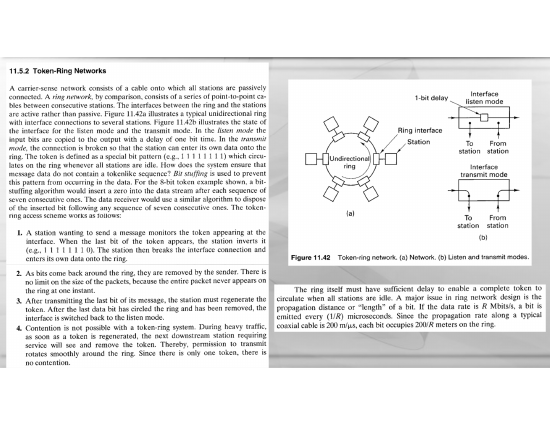 11.5.2 Token-Ring Networks
A carrier-sense network consists of a cable onto which all stations are passively
connected. A ring network, by comparison, consists of a series of point-to-point ca-
bles between consecutive stations. The interfaces between the ring and the stations
are active rather than passive. Figure 11.42a illustrates a typical unidirectional ring
with interface connections to several stations. Figure 11.42b illustrates the state of
the interface for the listen mode and the transmit mode. In the listen mode the
input bits are copied to the output with a delay of one bit time. In the transmit
mode, the connection is broken so that the station can enter its own data onto the
ring. The token is defined as a special bit pattern (e.g., 1 1 1 1 1 1 1 1) which circu-
lates on the ring whenever all stations are idle. How does the system ensure that
message data do not contain a tokenlike sequence? Bit stuffing is used to prevent
this pattern from occurring in the data. For the 8-bit token example shown, a bit-
stuffing algorithm would insert a zero into the data stream after each sequence of
seven consecutive ones. The data receiver would use a similar algorithm to dispose
of the inserted bit following any sequence of seven consecutive ones. The token-
ring access scheme works as follows:
1. A station wanting to send a message monitors the token appearing at the
interface. When the last bit of the token appears, the station inverts it
(e.g., 1 1 1 1 1 1 1 0). The station then breaks the interface connection and
enters its own data onto the ring.
2. As bits come back around the ring, they are removed by the sender. There is
no limit on the size of the packets, because the entire packet never appears on
the ring at one instant.
3. After transmitting the last bit of its message, the station must regenerate the
token. After the last data bit has circled the ring and has been removed, the
interface is switched back to the listen mode.
4. Contention is not possible with a token-ring system. During heavy traffic,
as soon as a token is regenerated, the next downstream station requiring
service will see and remove the token. Thereby, permission to transmit
rotates smoothly around the ring. Since there is only one token, there is
no contention.
1-bit delay
Interface
listen mode
Ring interface
Station
To
station
From
station
Unidirectional
ring
Interface
transmit mode
To
station
From
station
(a)
(b)
Figure 11.42 Token-ring network. (a) Network. (b) Listen and transmit modes.
The ring itself must have sufficient delay to enable a complete token to
circulate when all stations are idle. A major issue in ring network design is the
propagation distance or "length" of a bit. If the data rate is R Mbits/s, a bit is
emitted every (1/R) microseconds. Since the propagation rate along a typical
coaxial cable is 200 m/μs, each bit occupies 200/R meters on the ring.